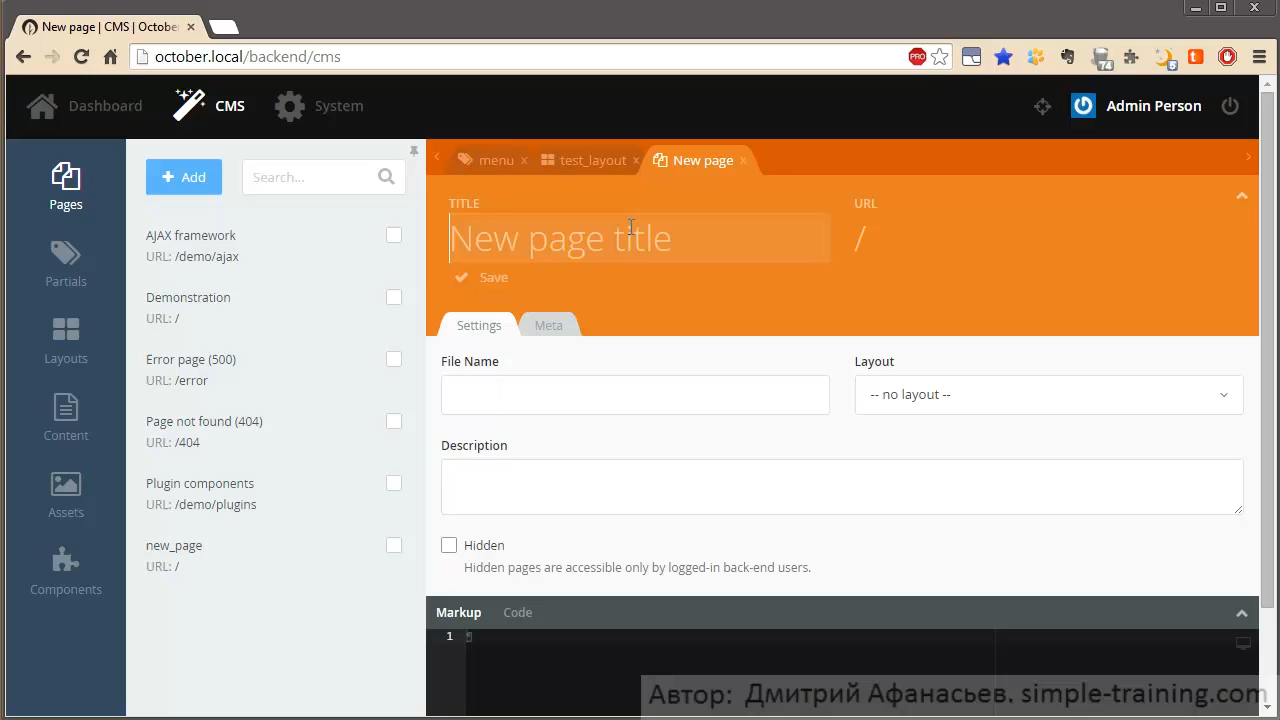 New page | CMS | October
october.local/backend/cms
PRO
74
5
Dashboard
CMS
System
Admin Person
Pages
Partials
Layouts
Content
Assets
Components
Add
Search...
AJAX framework
URL: /demo/ajax
Demonstration
URL: /
Error page (500)
URL: /error
Page not found (404)
URL: /404
Plugin components
URL: /demo/plugins
new_page
URL: /
menu x
test_layout x
New page x
TITLE
URL
New page title
/
Save
Settings
Meta
File Name
Layout
-- no layout --
Description
Hidden
Hidden pages are accessible only by logged-in back-end users.
Markup
Code
1
Автор: Дмитрий Афанасьев. simple-training.com